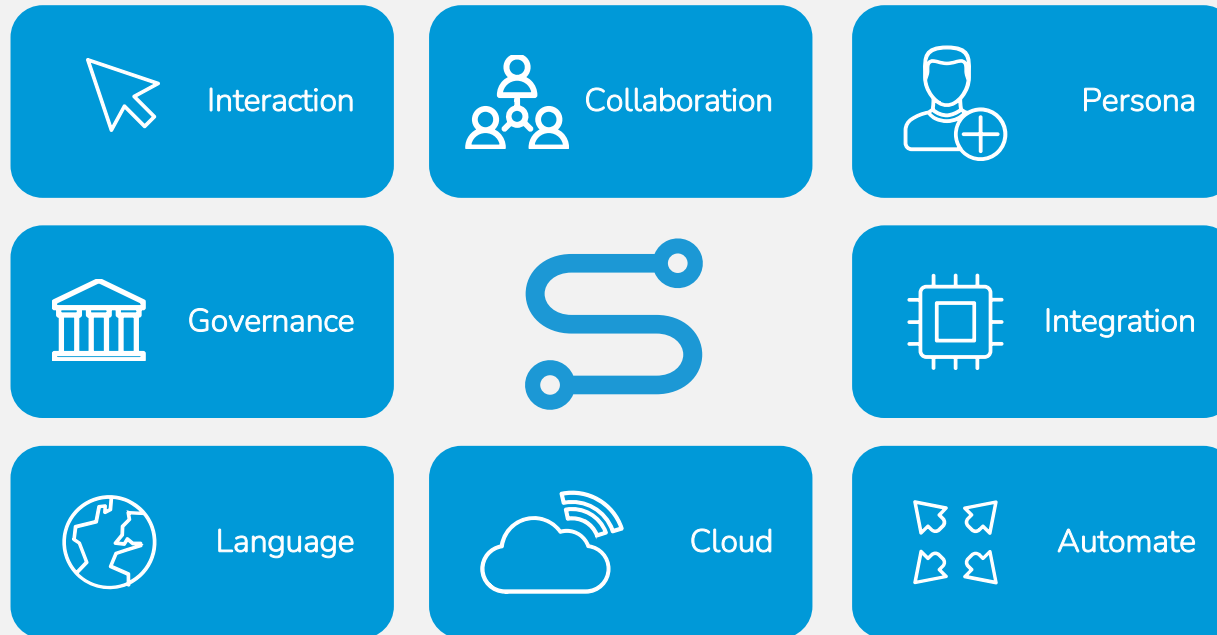 Interaction
Collaboration
Persona
Governance
Integration
Language
Cloud
Automate